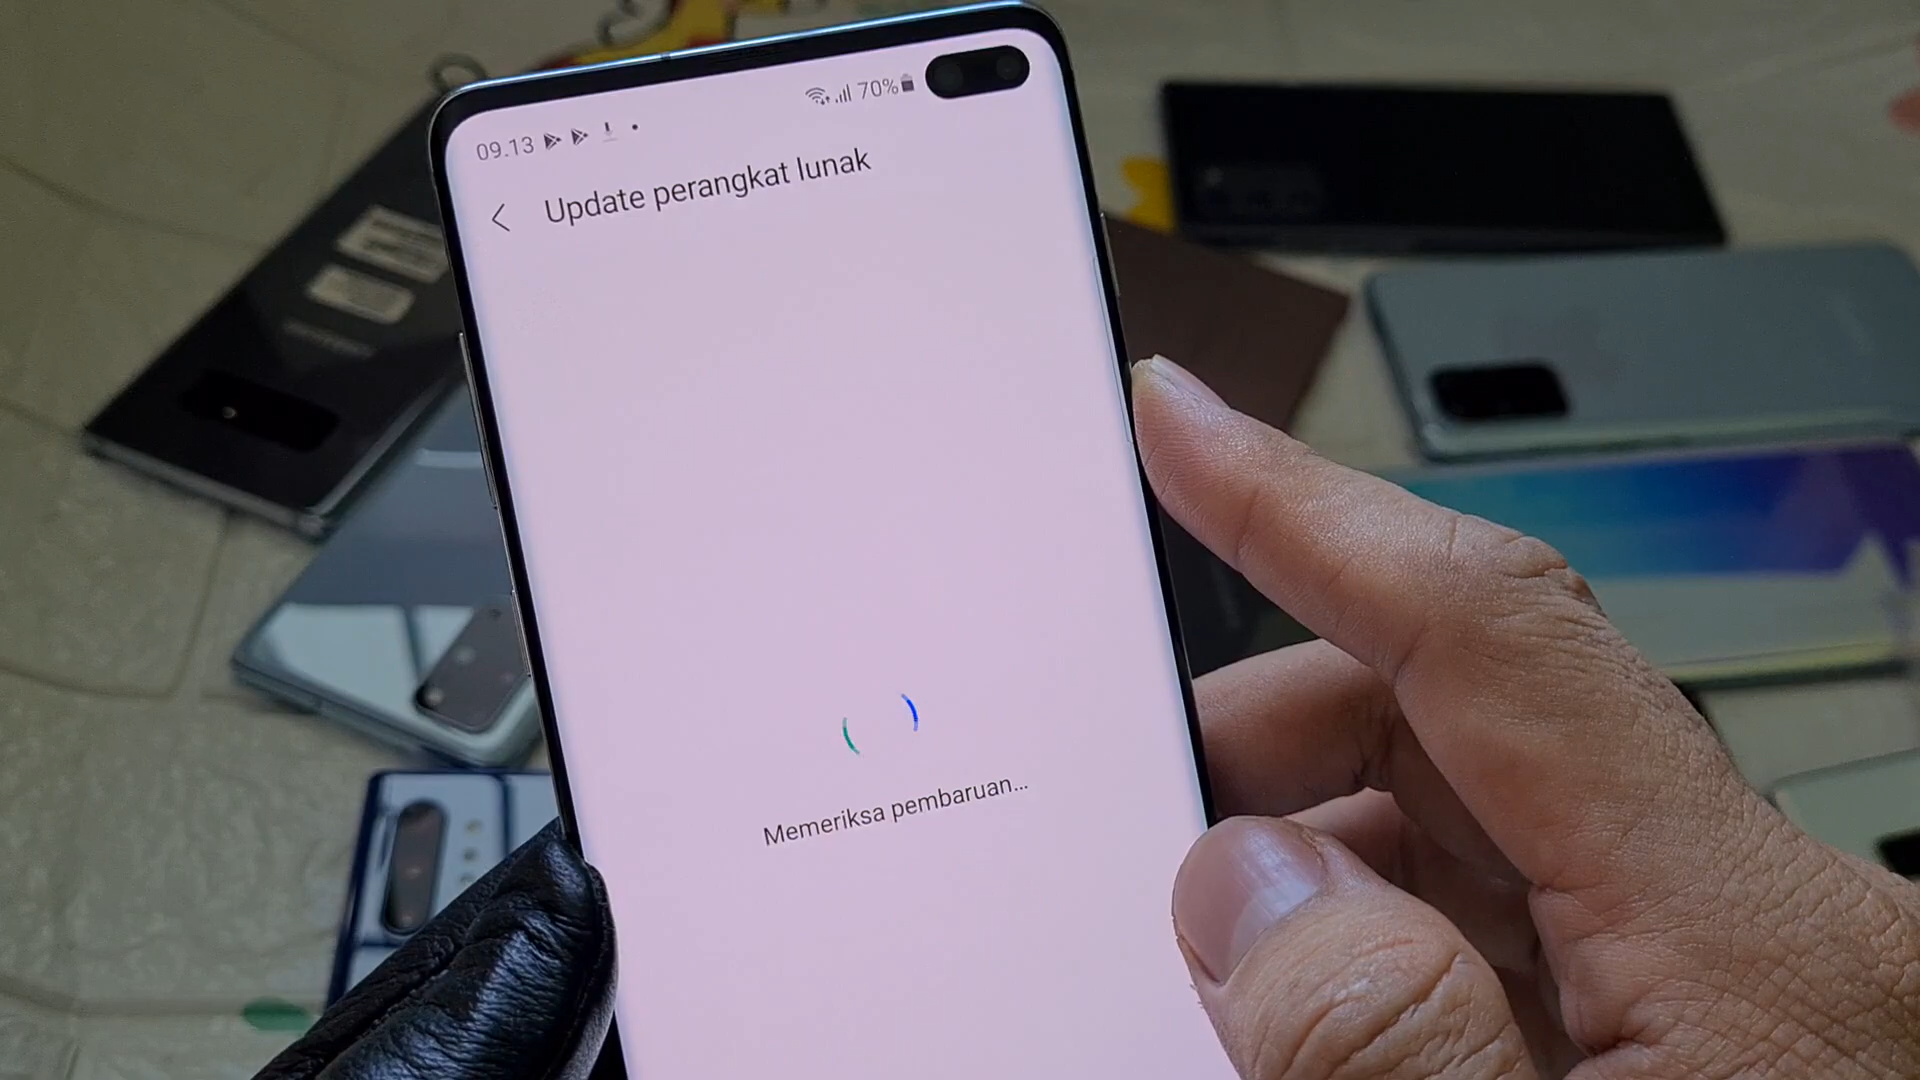 09.13
70%
Update perangkat lunak
Memeriksa pembaruan...